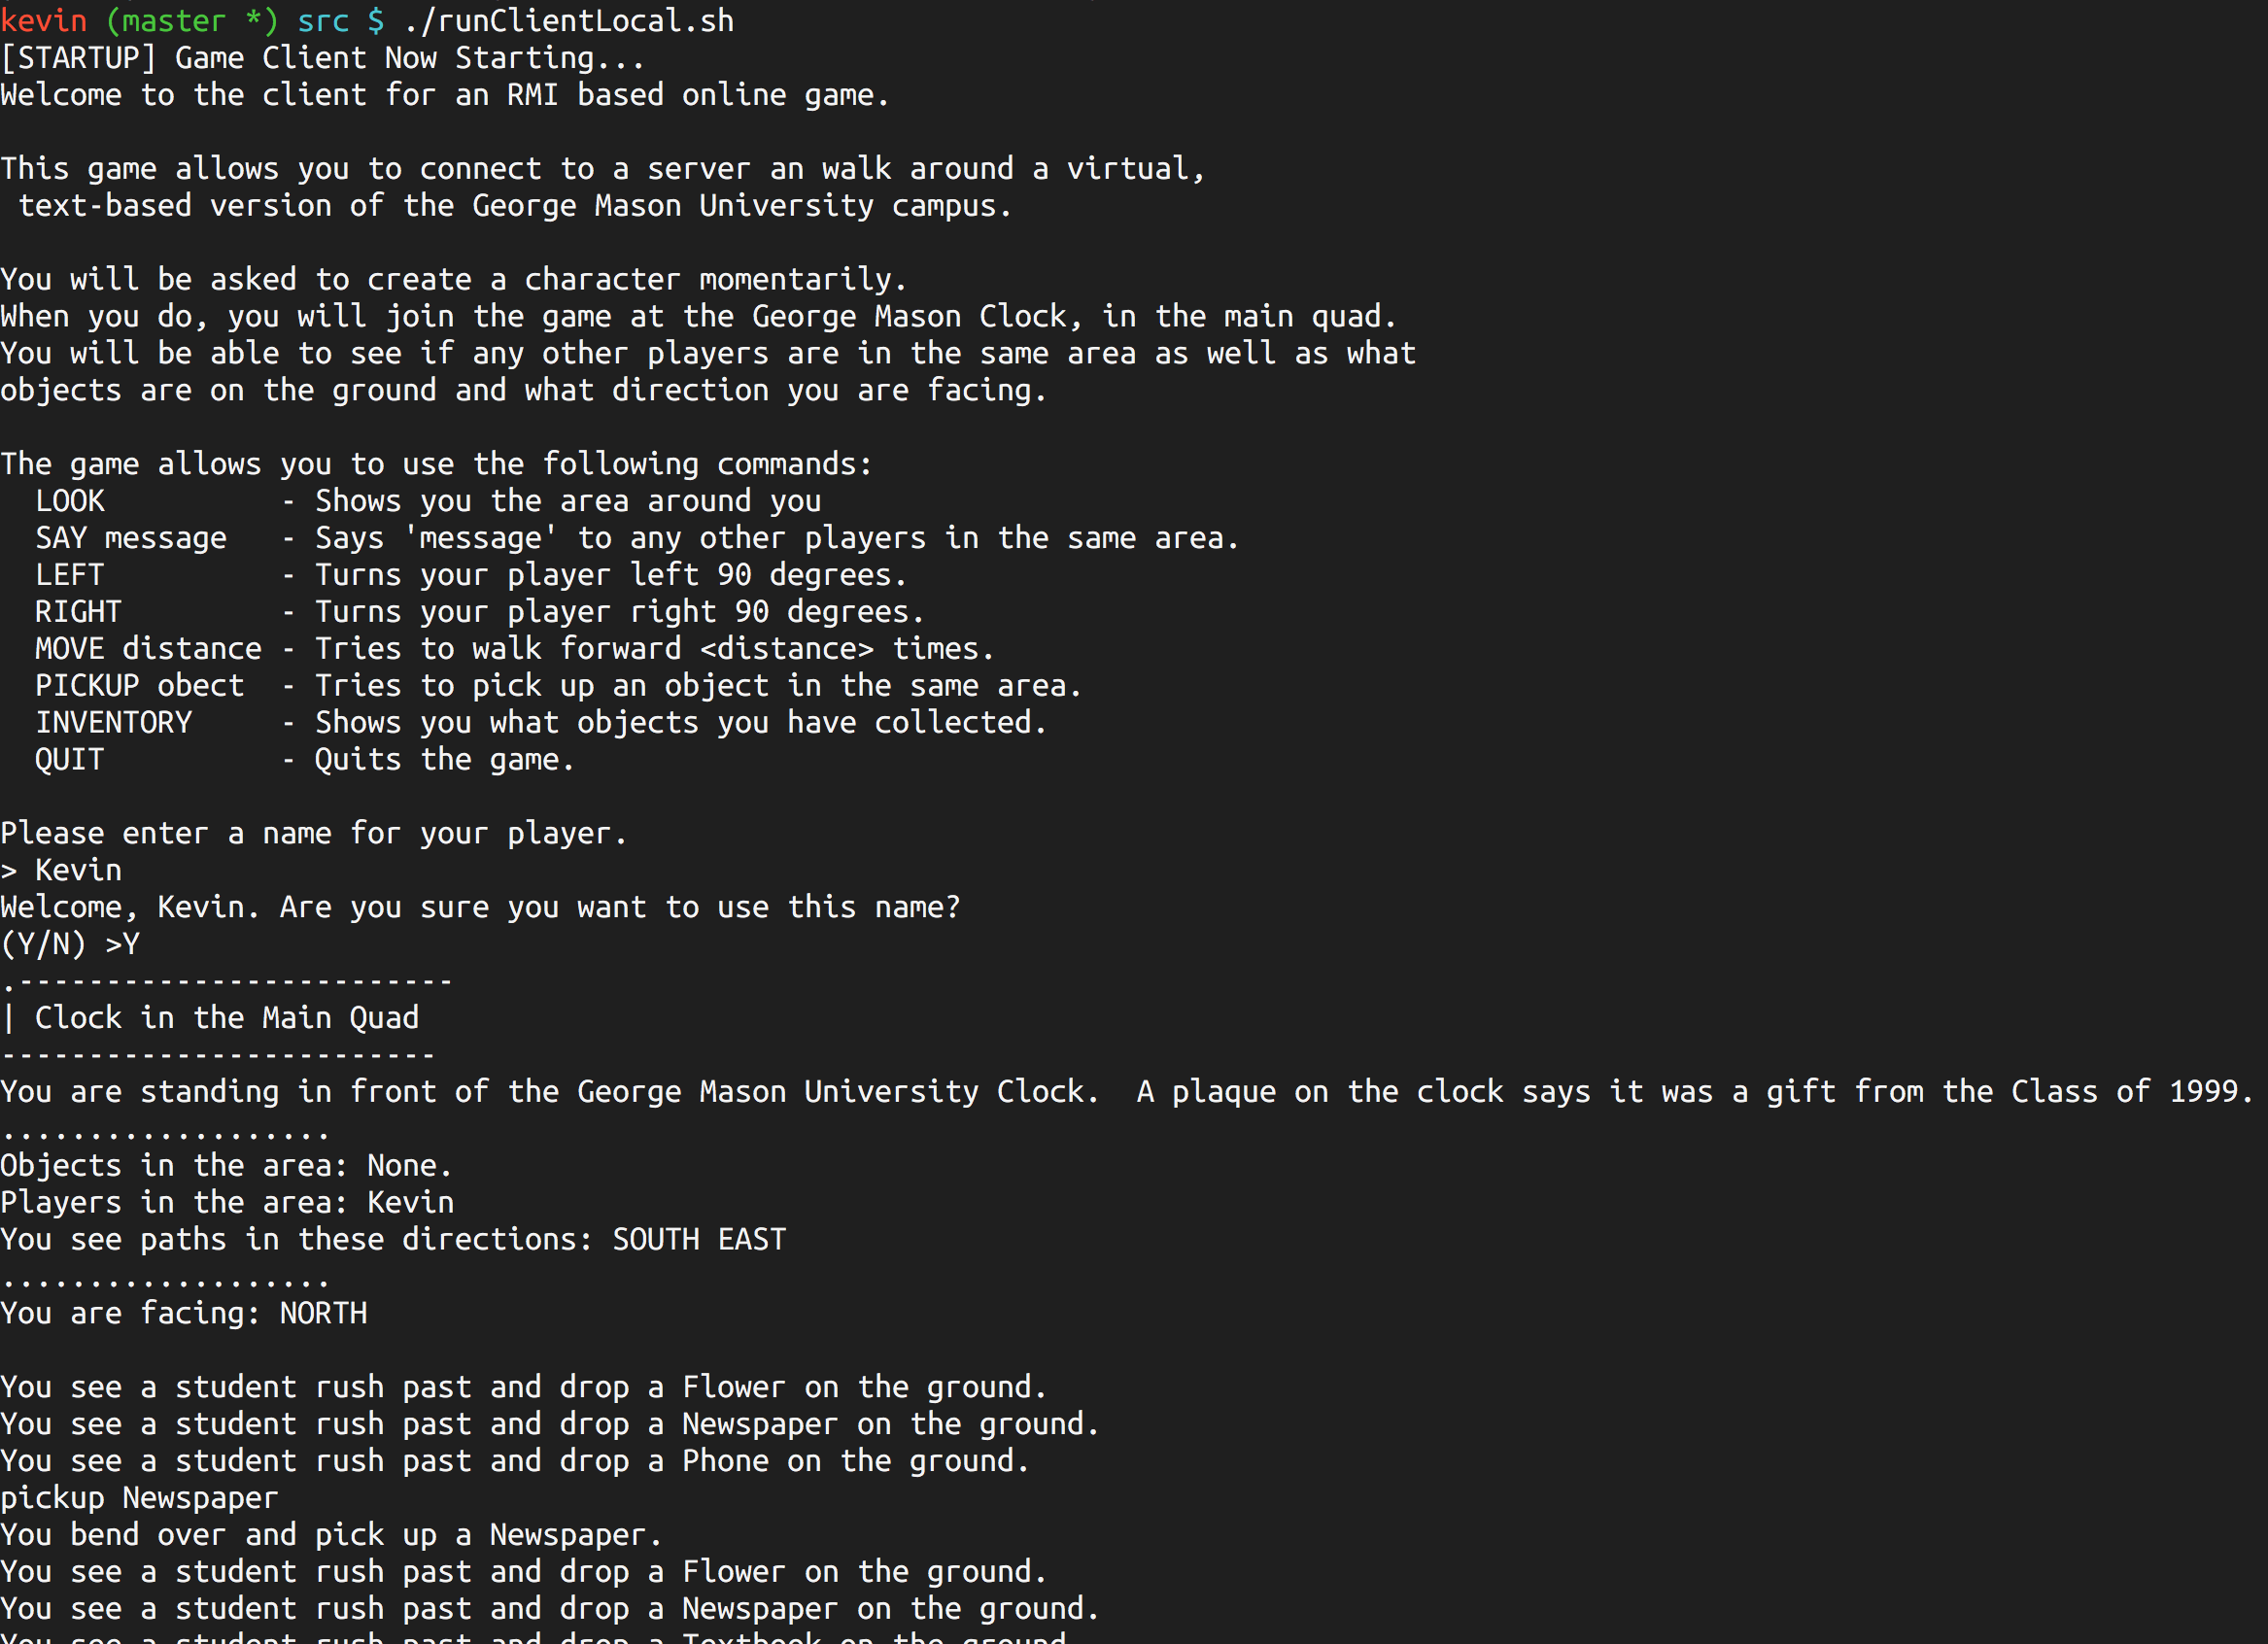 kevin (master *) src $ ./runClientLocal.sh
[STARTUP] Game Client Now Starting...
Welcome to the client for an RMI based online game.

This game allows you to connect to a server an walk around a virtual,
 text-based version of the George Mason University campus.

You will be asked to create a character momentarily.
When you do, you will join the game at the George Mason Clock, in the main quad.
You will be able to see if any other players are in the same area as well as what
objects are on the ground and what direction you are facing.

The game allows you to use the following commands:
  LOOK          - Shows you the area around you
  SAY message   - Says 'message' to any other players in the same area.
  LEFT          - Turns your player left 90 degrees.
  RIGHT         - Turns your player right 90 degrees.
  MOVE distance - Tries to walk forward <distance> times.
  PICKUP obect  - Tries to pick up an object in the same area.
  INVENTORY     - Shows you what objects you have collected.
  QUIT          - Quits the game.

Please enter a name for your player.
> Kevin
Welcome, Kevin. Are you sure you want to use this name?
(Y/N) >Y
.-------------------------
| Clock in the Main Quad
-------------------------
You are standing in front of the George Mason University Clock.  A plaque on the clock says it was a gift from the Class of 1999.
...................
Objects in the area: None.
Players in the area: Kevin
You see paths in these directions: SOUTH EAST
...................
You are facing: NORTH

You see a student rush past and drop a Flower on the ground.
You see a student rush past and drop a Newspaper on the ground.
You see a student rush past and drop a Phone on the ground.
pickup Newspaper
You bend over and pick up a Newspaper.
You see a student rush past and drop a Flower on the ground.
You see a student rush past and drop a Newspaper on the ground.
You see a student rush past and drop a Textbook on the ground.